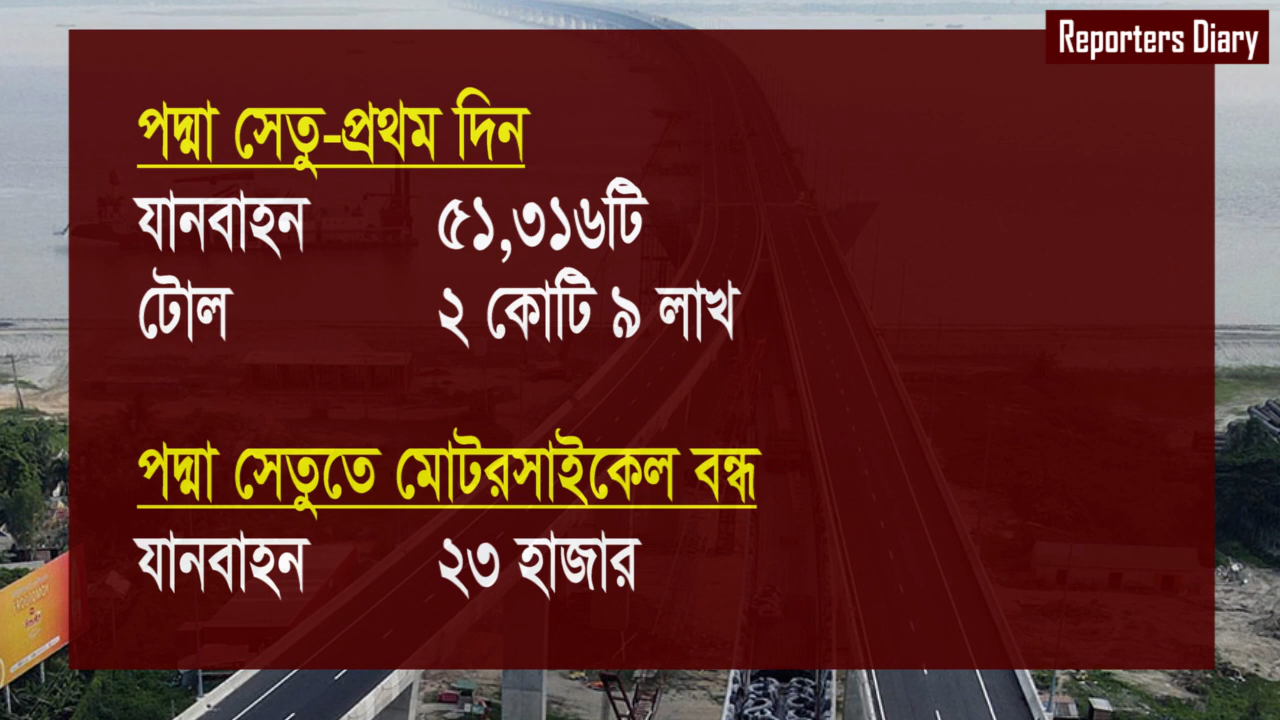 Reporters Diary
পদ্মা সেতু-প্রথম দিন
যানবাহন ৫১,৩১৬টি
টোল ২ কোটি ৯ লাখ
পদ্মা সেতুতে মোটরসাইকেল বন্ধ
যানবাহন ২৩ হাজার